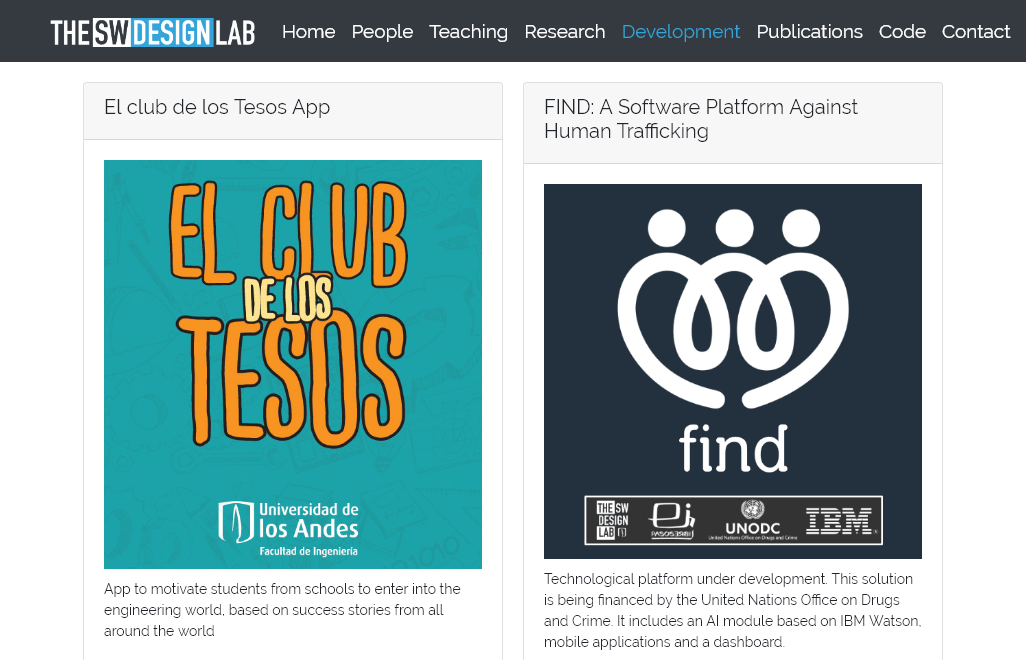 THE SW DESIGN LAB
Home People Teaching Research Development Publications Code Contact
El club de los Tesos App
EL CLUB
DE LOS
TESOS
Universidad de
los Andes
Facultad de Ingeniería
App to motivate students from schools to enter into the
engineering world, based on success stories from all
around the world
FIND: A Software Platform Against
Human Trafficking
find
THE SW
DESIGN
LAB
UNODC
United Nations Office on Drugs and Crime
IBM
Technological platform under development. This solution
is being financed by the United Nations Office on Drugs
and Crime. It includes an AI module based on IBM Watson,
mobile applications and a dashboard.